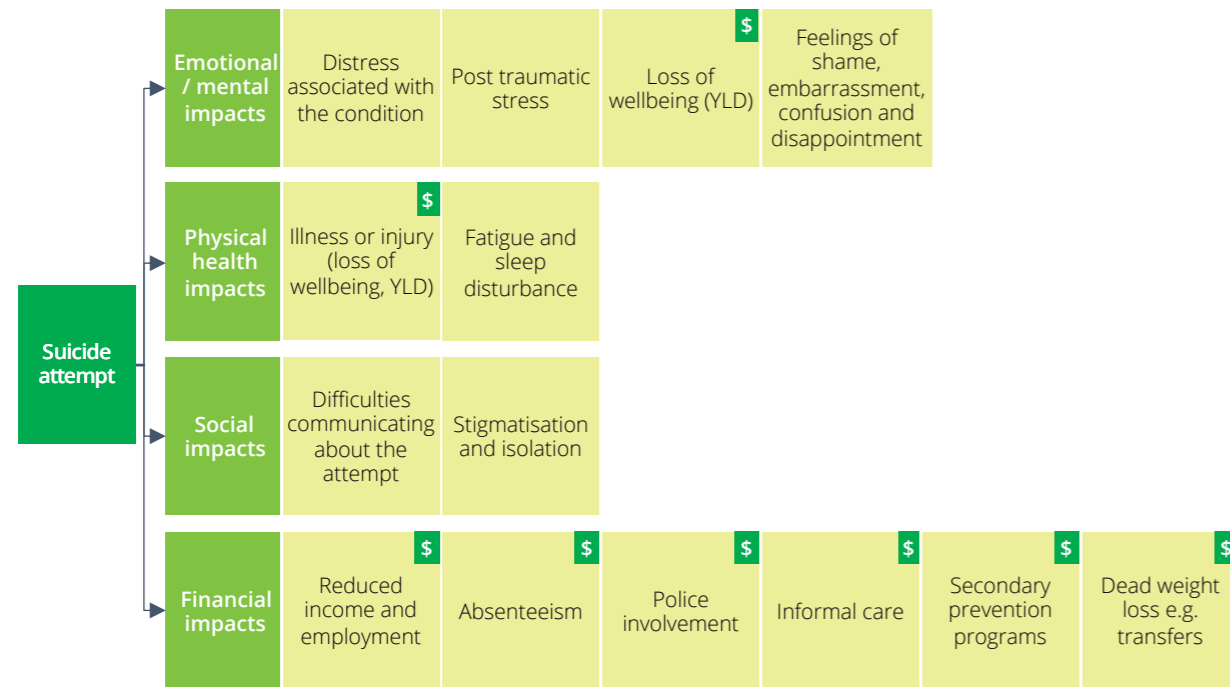 $
Emotional
/ mental
impacts
Distress
associated with
the condition
Post traumatic
stress
Loss of
wellbeing (YLD)
Feelings of
shame,
embarrassment,
confusion and
disappointment
$
Physical
health
impacts
Illness or injury
(loss of
wellbeing, YLD)
Fatigue and
sleep
disturbance
Suicide
attempt
Social
impacts
Difficulties
communicating
about the
attempt
Stigmatisation
and isolation
$
$
$
$
$
$
Financial
impacts
Reduced
income and
employment
Absenteeism
Police
involvement
Informal care
Secondary
prevention
programs
Dead weight
loss e.g.
transfers